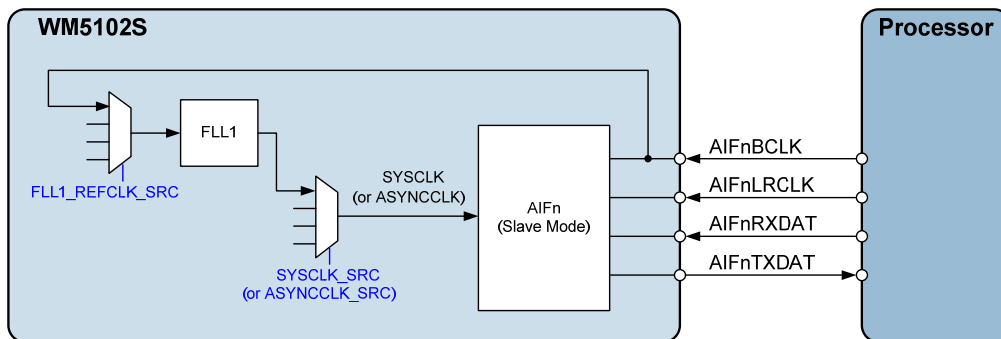 WM5102S
Processor
FLL1
FLL1_REFCLK_SRC
SYSCLK
(or ASYNCCLK)
SYSCLK_SRC
(or ASYNCCLK_SRC)
AIFn
(Slave Mode)
AIFnBCLK
AIFnLRCLK
AIFnRXDAT
AIFnTXDAT